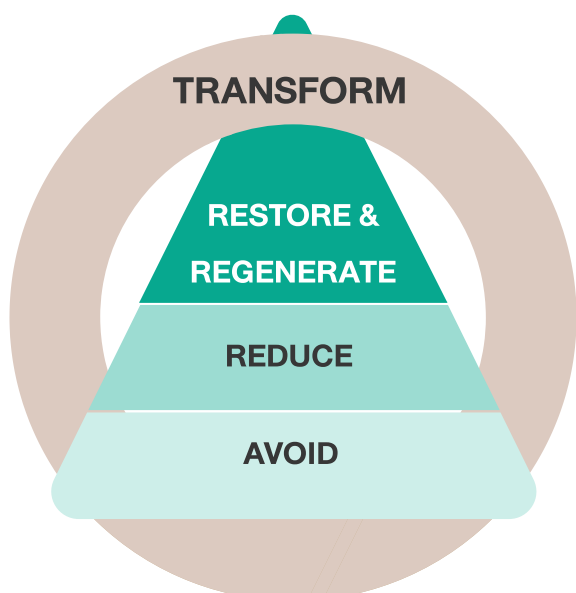 TRANSFORM
RESTORE &
REGENERATE
REDUCE
AVOID